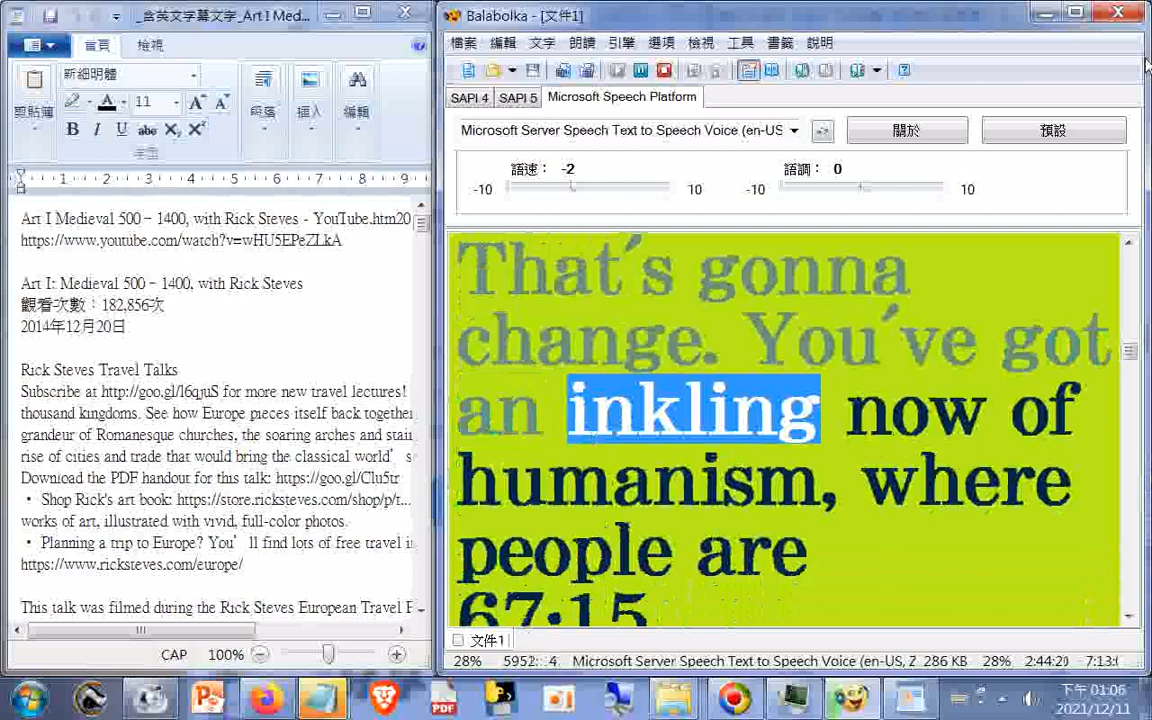 _含英文字幕文字_Art I Med...
首頁
檢視
新細明體
11
剪貼簿
段落
插入
編輯
字型
1 2 3 4 5 6 7 8 9
Art I Medieval 500－1400, with Rick Steves - YouTube.htm20
https://www.youtube.com/watch?v=wHU5EPeZLkA
Art I: Medieval 500－1400, with Rick Steves
觀看次數：182,856次
2014年12月20日
Rick Steves Travel Talks
Subscribe at http://goo.gl/l6qjuS for more new travel lectures!
thousand kingdoms. See how Europe pieces itself back together
grandeur of Romanesque churches, the soaring arches and stai
rise of cities and trade that would bring the classical world’s
Download the PDF handout for this talk: https://goo.gl/Clu5tr
• Shop Rick's art book: https://store.ricksteves.com/shop/p/t...
works of art, illustrated with vivid, full-color photos.
• Planning a trip to Europe? You’ll find lots of free travel i
https://www.ricksteves.com/europe/
This talk was filmed during the Rick Steves European Travel F
CAP 100%
Balabolka - [文件1]
檔案 編輯 文字 朗讀 引擎 選項 檢視 工具 書籤 說明
SAPI 4 SAPI 5 Microsoft Speech Platform
Microsoft Server Speech Text to Speech Voice (en-US
關於
預設
語速： -2
語調： 0
-10 10 -10 10
That´s gonna
change. You´ve got
an inkling now of
humanism, where
people are
67:15
文件1
28% 5952 : 4. Microsoft Server Speech Text to Speech Voice (en-US, Z 286 KB 28% 2:44:20 7:13:0
PDF
下午 01:06
2021/12/11